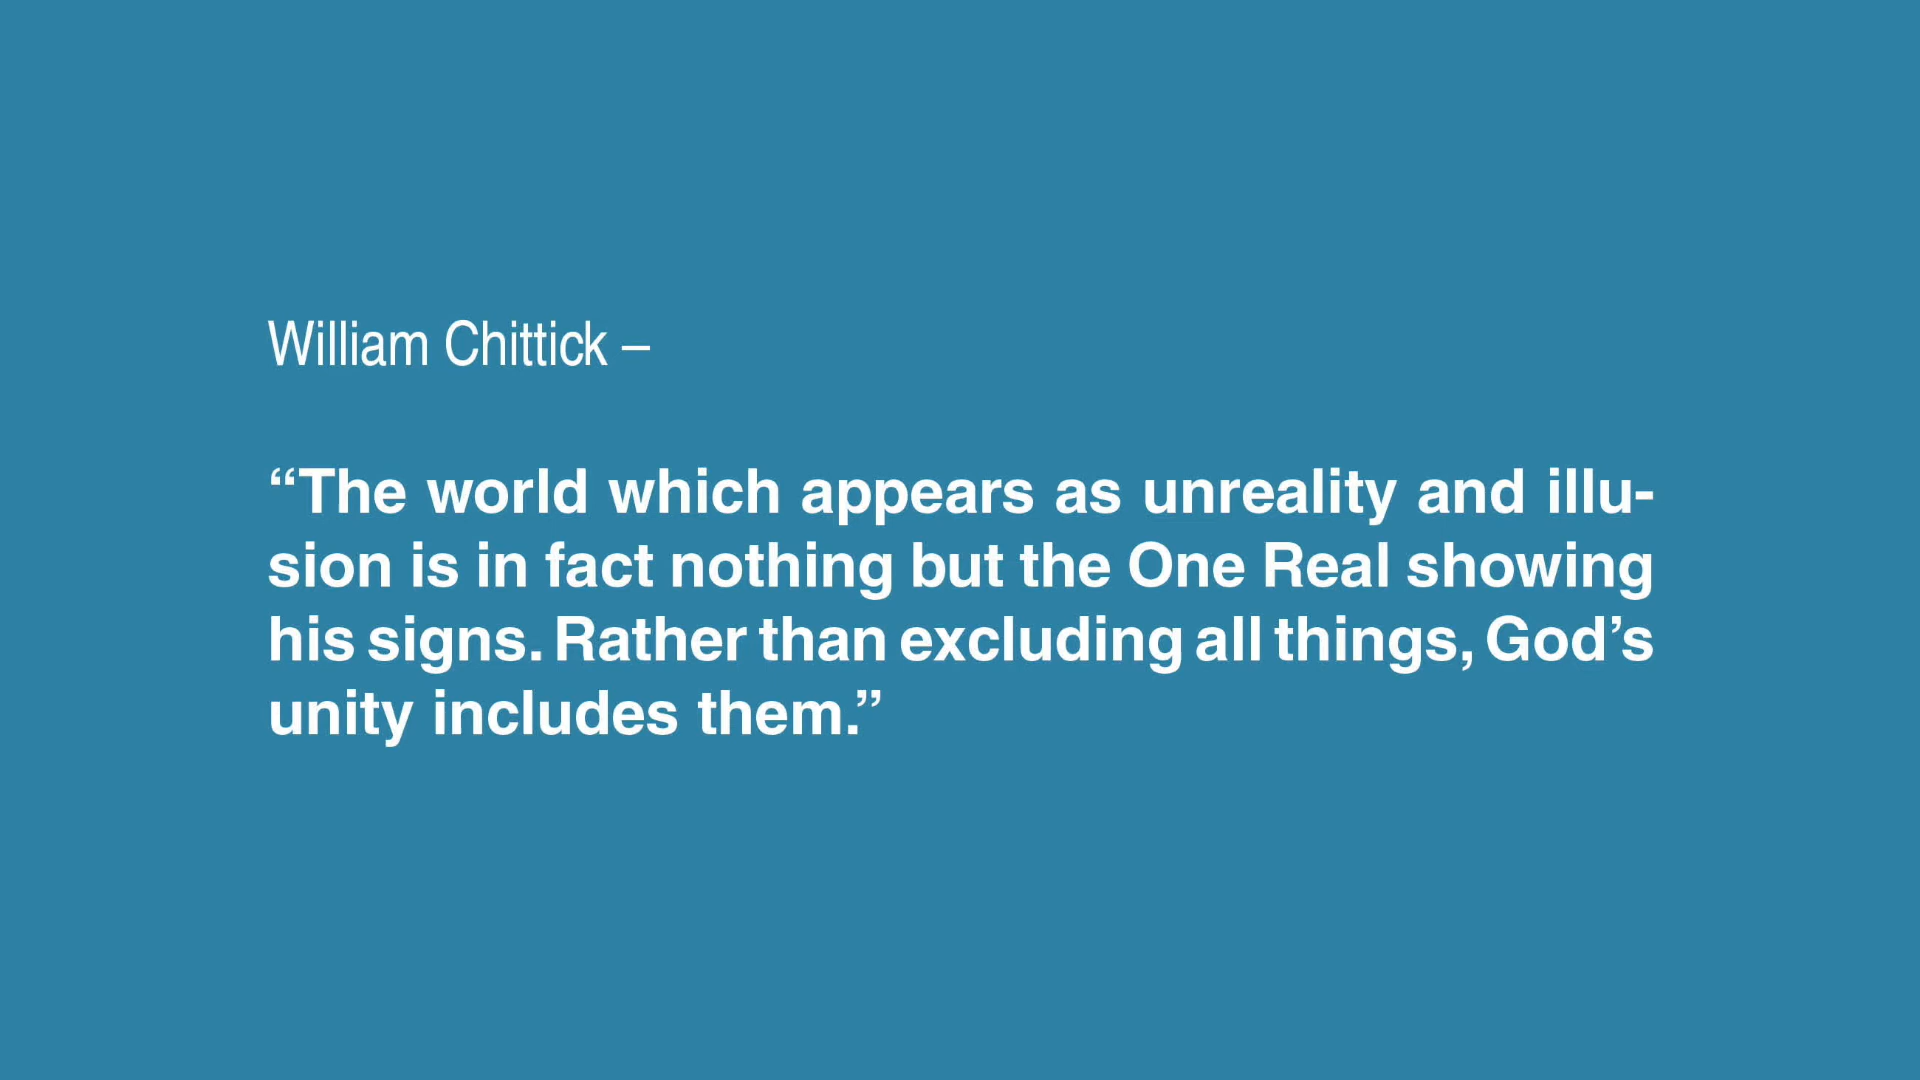 William Chittick –
“The world which appears as unreality and illu-
sion is in fact nothing but the One Real showing
his signs. Rather than excluding all things, God’s
unity includes them.”